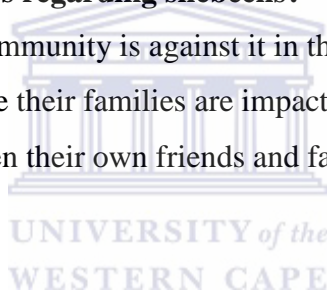 s regarding shebeens?
mmunity is against it in th
e their families are impact
en their own friends and fa
UNIVERSITY of the
WESTERN CAPE